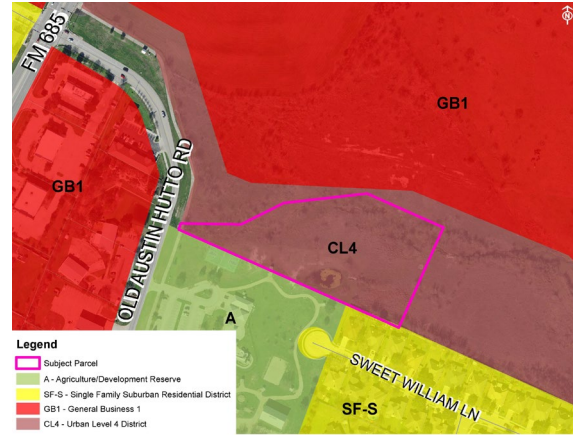 N
FM 685
GB1
GB1
OLD AUSTIN HUTTO RD
CL4
A
SWEET WILLIAM LN
SF-S
Legend
Subject Parcel
A - Agriculture/Development Reserve
SF-S - Single Family Suburban Residential District
GB1 - General Business 1
CL4 - Urban Level 4 District